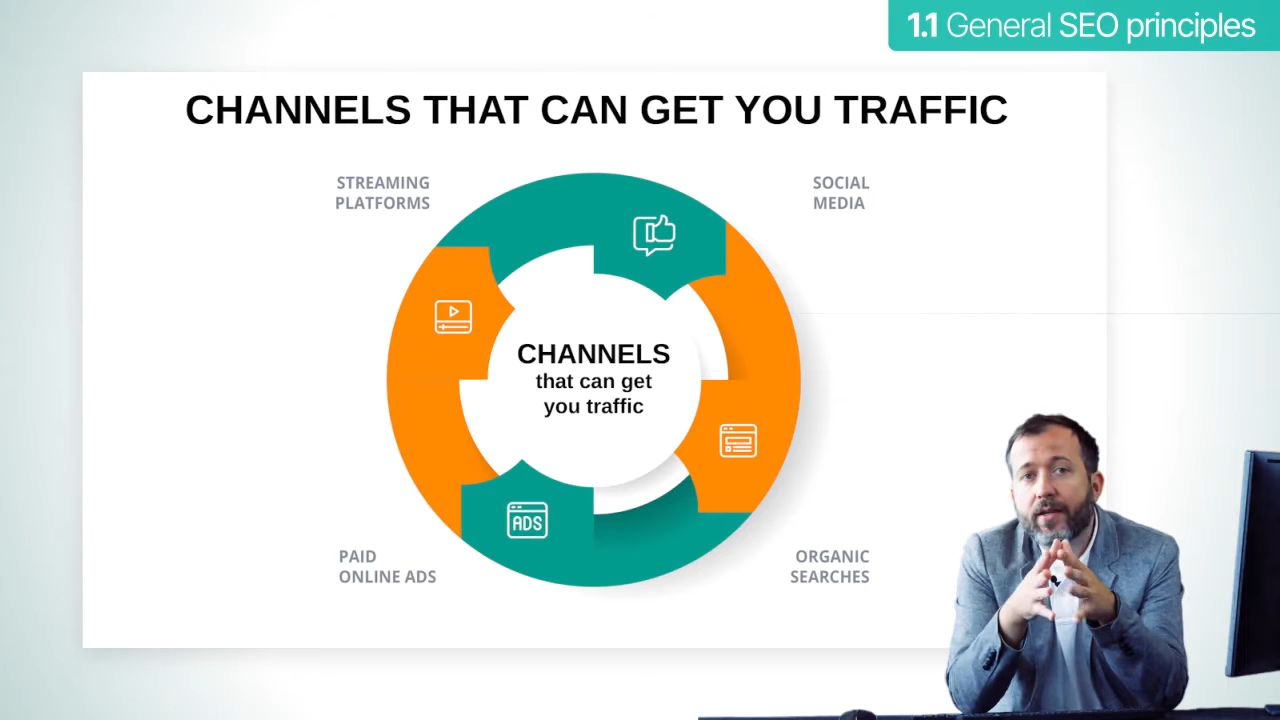 1.1 General SEO principles
CHANNELS THAT CAN GET YOU TRAFFIC
STREAMING
PLATFORMS
SOCIAL
MEDIA
CHANNELS
that can get
you traffic
ADS
PAID
ONLINE ADS
ORGANIC
SEARCHES